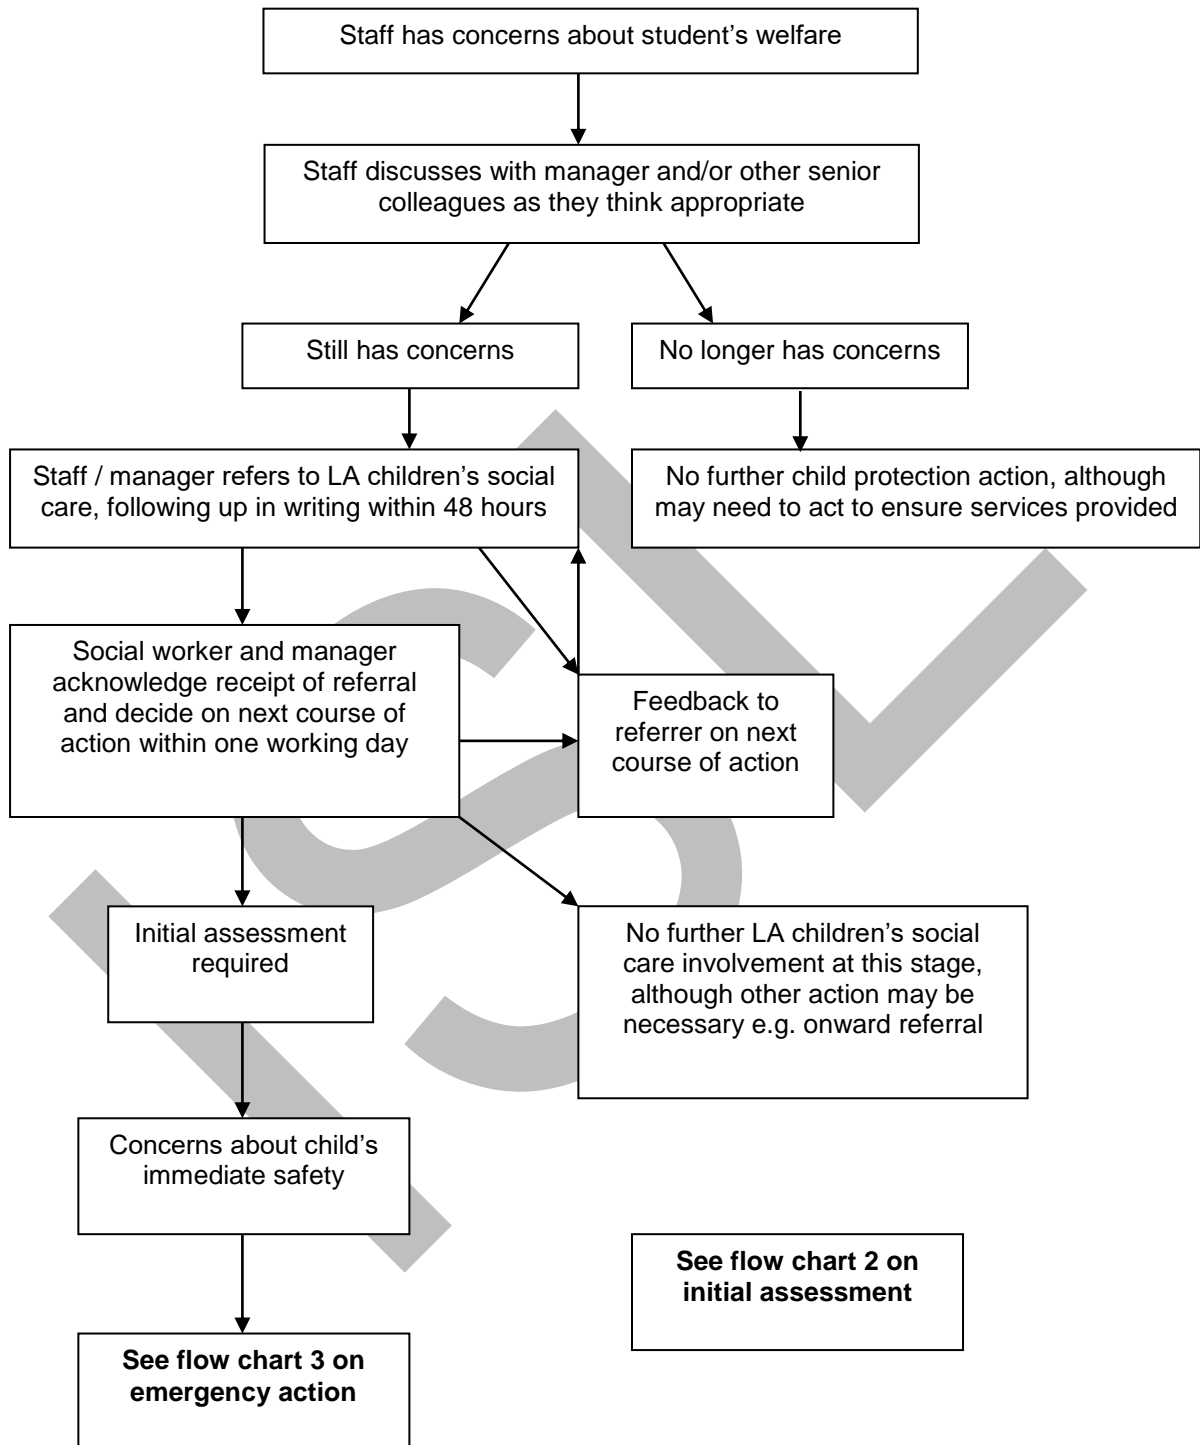 Staff has concerns about student’s welfare
Staff discusses with manager and/or other senior
colleagues as they think appropriate
Still has concerns
No longer has concerns
Staff / manager refers to LA children’s social
care, following up in writing within 48 hours
No further child protection action, although
may need to act to ensure services provided
Social worker and manager
acknowledge receipt of referral
and decide on next course of
action within one working day
Feedback to
referrer on next
course of action
Initial assessment
required
No further LA children’s social
care involvement at this stage,
although other action may be
necessary e.g. onward referral
Concerns about child’s
immediate safety
See flow chart 2 on
initial assessment
See flow chart 3 on
emergency action